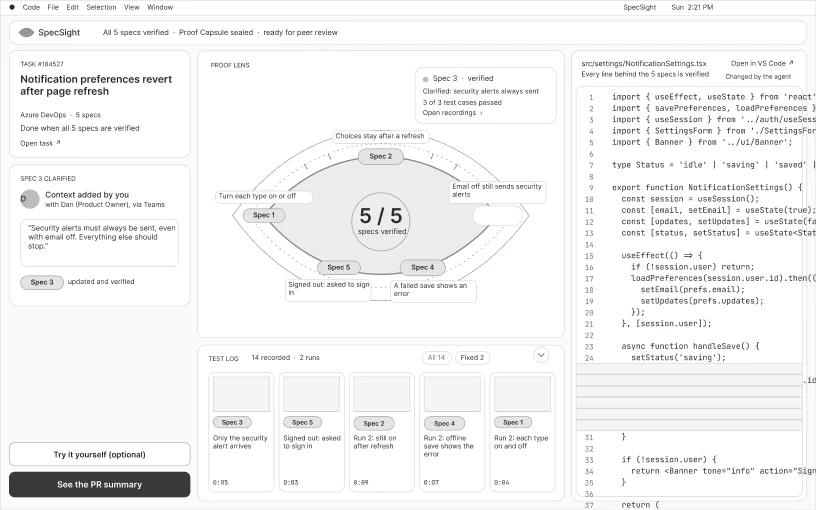 Code File Edit Selection View Window
SpecSight Sun 2:21 PM
SpecSight
All 5 specs verified · Proof Capsule sealed · ready for peer review
TASK #184527
Notification preferences revert
after page refresh
Azure DevOps · 5 specs
Done when all 5 specs are verified
Open task ↗
SPEC 3 CLARIFIED
D
Context added by you
with Dan (Product Owner), via Teams
"Security alerts must always be sent, even
with email off. Everything else should
stop."
Spec 3 updated and verified
Try it yourself (optional)
See the PR summary
PROOF LENS
Spec 3 · verified
Clarified: security alerts always sent
3 of 3 test cases passed
Open recordings ›
Choices stay after a refresh
Spec 2
Turn each type on or off
Spec 1
Email off still sends security
alerts
5 / 5
specs verified
Spec 5
Spec 4
Signed out: asked to sign
in
A failed save shows an
error
TEST LOG 14 recorded · 2 runs
All 14
Fixed 2
Spec 3
Only the security
alert arrives
0:05
Spec 5
Signed out: asked
to sign in
0:03
Spec 2
Run 2: still on
after refresh
0:09
Spec 4
Run 2: offline
save shows the
error
0:07
Spec 1
Run 2: each type
on and off
0:04
src/settings/NotificationSettings.tsx
Open in VS Code ↗
Every line behind the 5 specs is verified
Changed by the agent
1 import { useEffect, useState } from 'react'
2 import { savePreferences, loadPreferences }
3 import { useSession } from '../auth/useSess
4 import { SettingsForm } from './SettingsFor
5 import { Banner } from '../ui/Banner';
6
7 type Status = 'idle' | 'saving' | 'saved' |
8
9 export function NotificationSettings() {
10 const session = useSession();
11 const [email, setEmail] = useState(true);
12 const [updates, setUpdates] = useState(fa
13 const [status, setStatus] = useState<Stat
14
15 useEffect(() => {
16 if (!session.user) return;
17 loadPreferences(session.user.id).then((
18 setEmail(prefs.email);
19 setUpdates(prefs.updates);
20 });
21 }, [session.user]);
22
23 async function handleSave() {
24 setStatus('saving');
.id
31 }
32
33 if (!session.user) {
34 return <Banner tone="info" action="Sign
35 }
36
37 return (